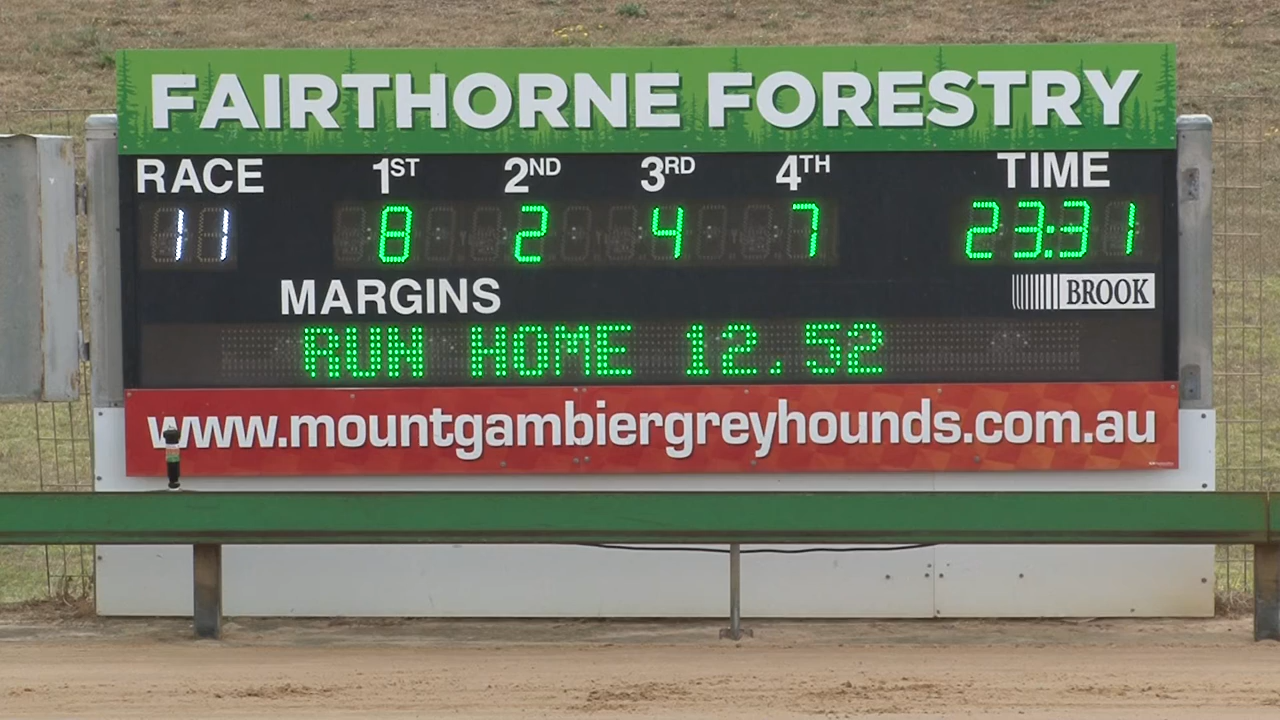 FAIRTHORNE FORESTRY
RACE 1ST 2ND 3RD 4TH TIME
11 8 2 4 7 23:31
BROOK
MARGINS
RUN HOME 12.52
www.mountgambiergreyhounds.com.au